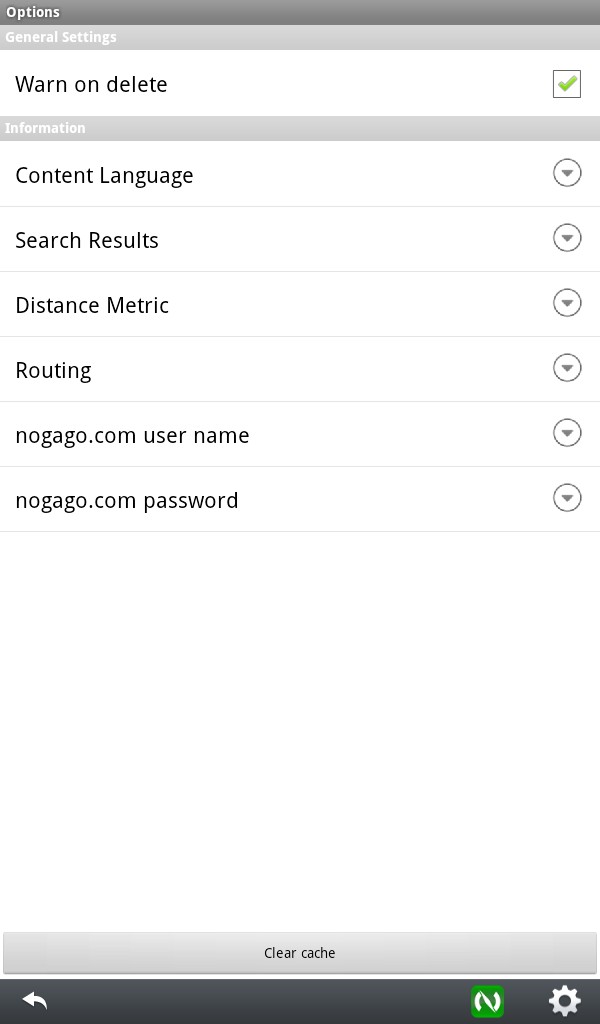 Options
General Settings
Warn on delete
Information
Content Language
Search Results
Distance Metric
Routing
nogago.com user name
nogago.com password
Clear cache